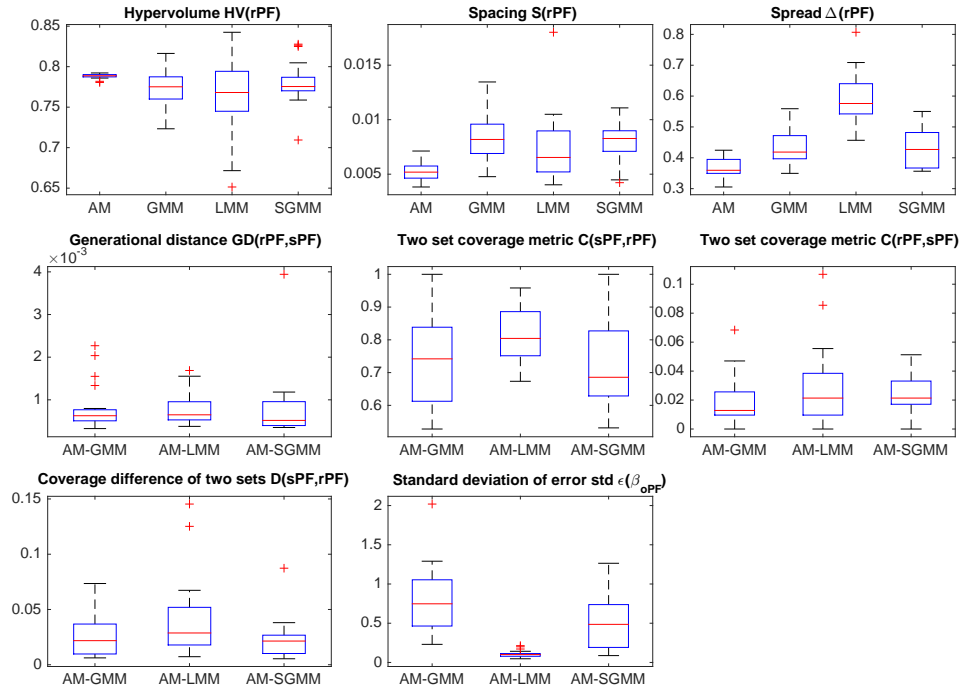 Hypervolume HV(rPF)
0.85
0.8
0.75
0.7
0.65
AM GMM LMM SGMM
Spacing S(rPF)
0.015
0.01
0.005
AM GMM LMM SGMM
Spread Δ(rPF)
0.8
0.7
0.6
0.5
0.4
0.3
AM GMM LMM SGMM
Generational distance GD(rPF,sPF)
×10⁻³
4
3
2
1
AM-GMM AM-LMM AM-SGMM
Two set coverage metric C(sPF,rPF)
1
0.9
0.8
0.7
0.6
AM-GMM AM-LMM AM-SGMM
Two set coverage metric C(rPF,sPF)
0.1
0.08
0.06
0.04
0.02
0
AM-GMM AM-LMM AM-SGMM
Coverage difference of two sets D(sPF,rPF)
0.15
0.1
0.05
0
AM-GMM AM-LMM AM-SGMM
Standard deviation of error std ϵ(β_oPF)
2
1.5
1
0.5
0
AM-GMM AM-LMM AM-SGMM